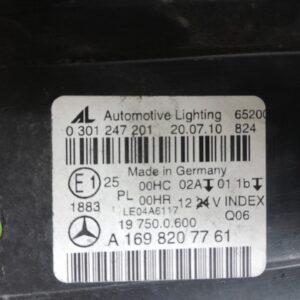 AL Automotive Lighting 65200
0 301 247 201 20.07.10 824
Made in Germany
E1 25 00HC 02A 01 1b
PL 00HR 12 24 V INDEX
1883 LE04A6117 Q06
19 750.0.600
A 169 820 77 61